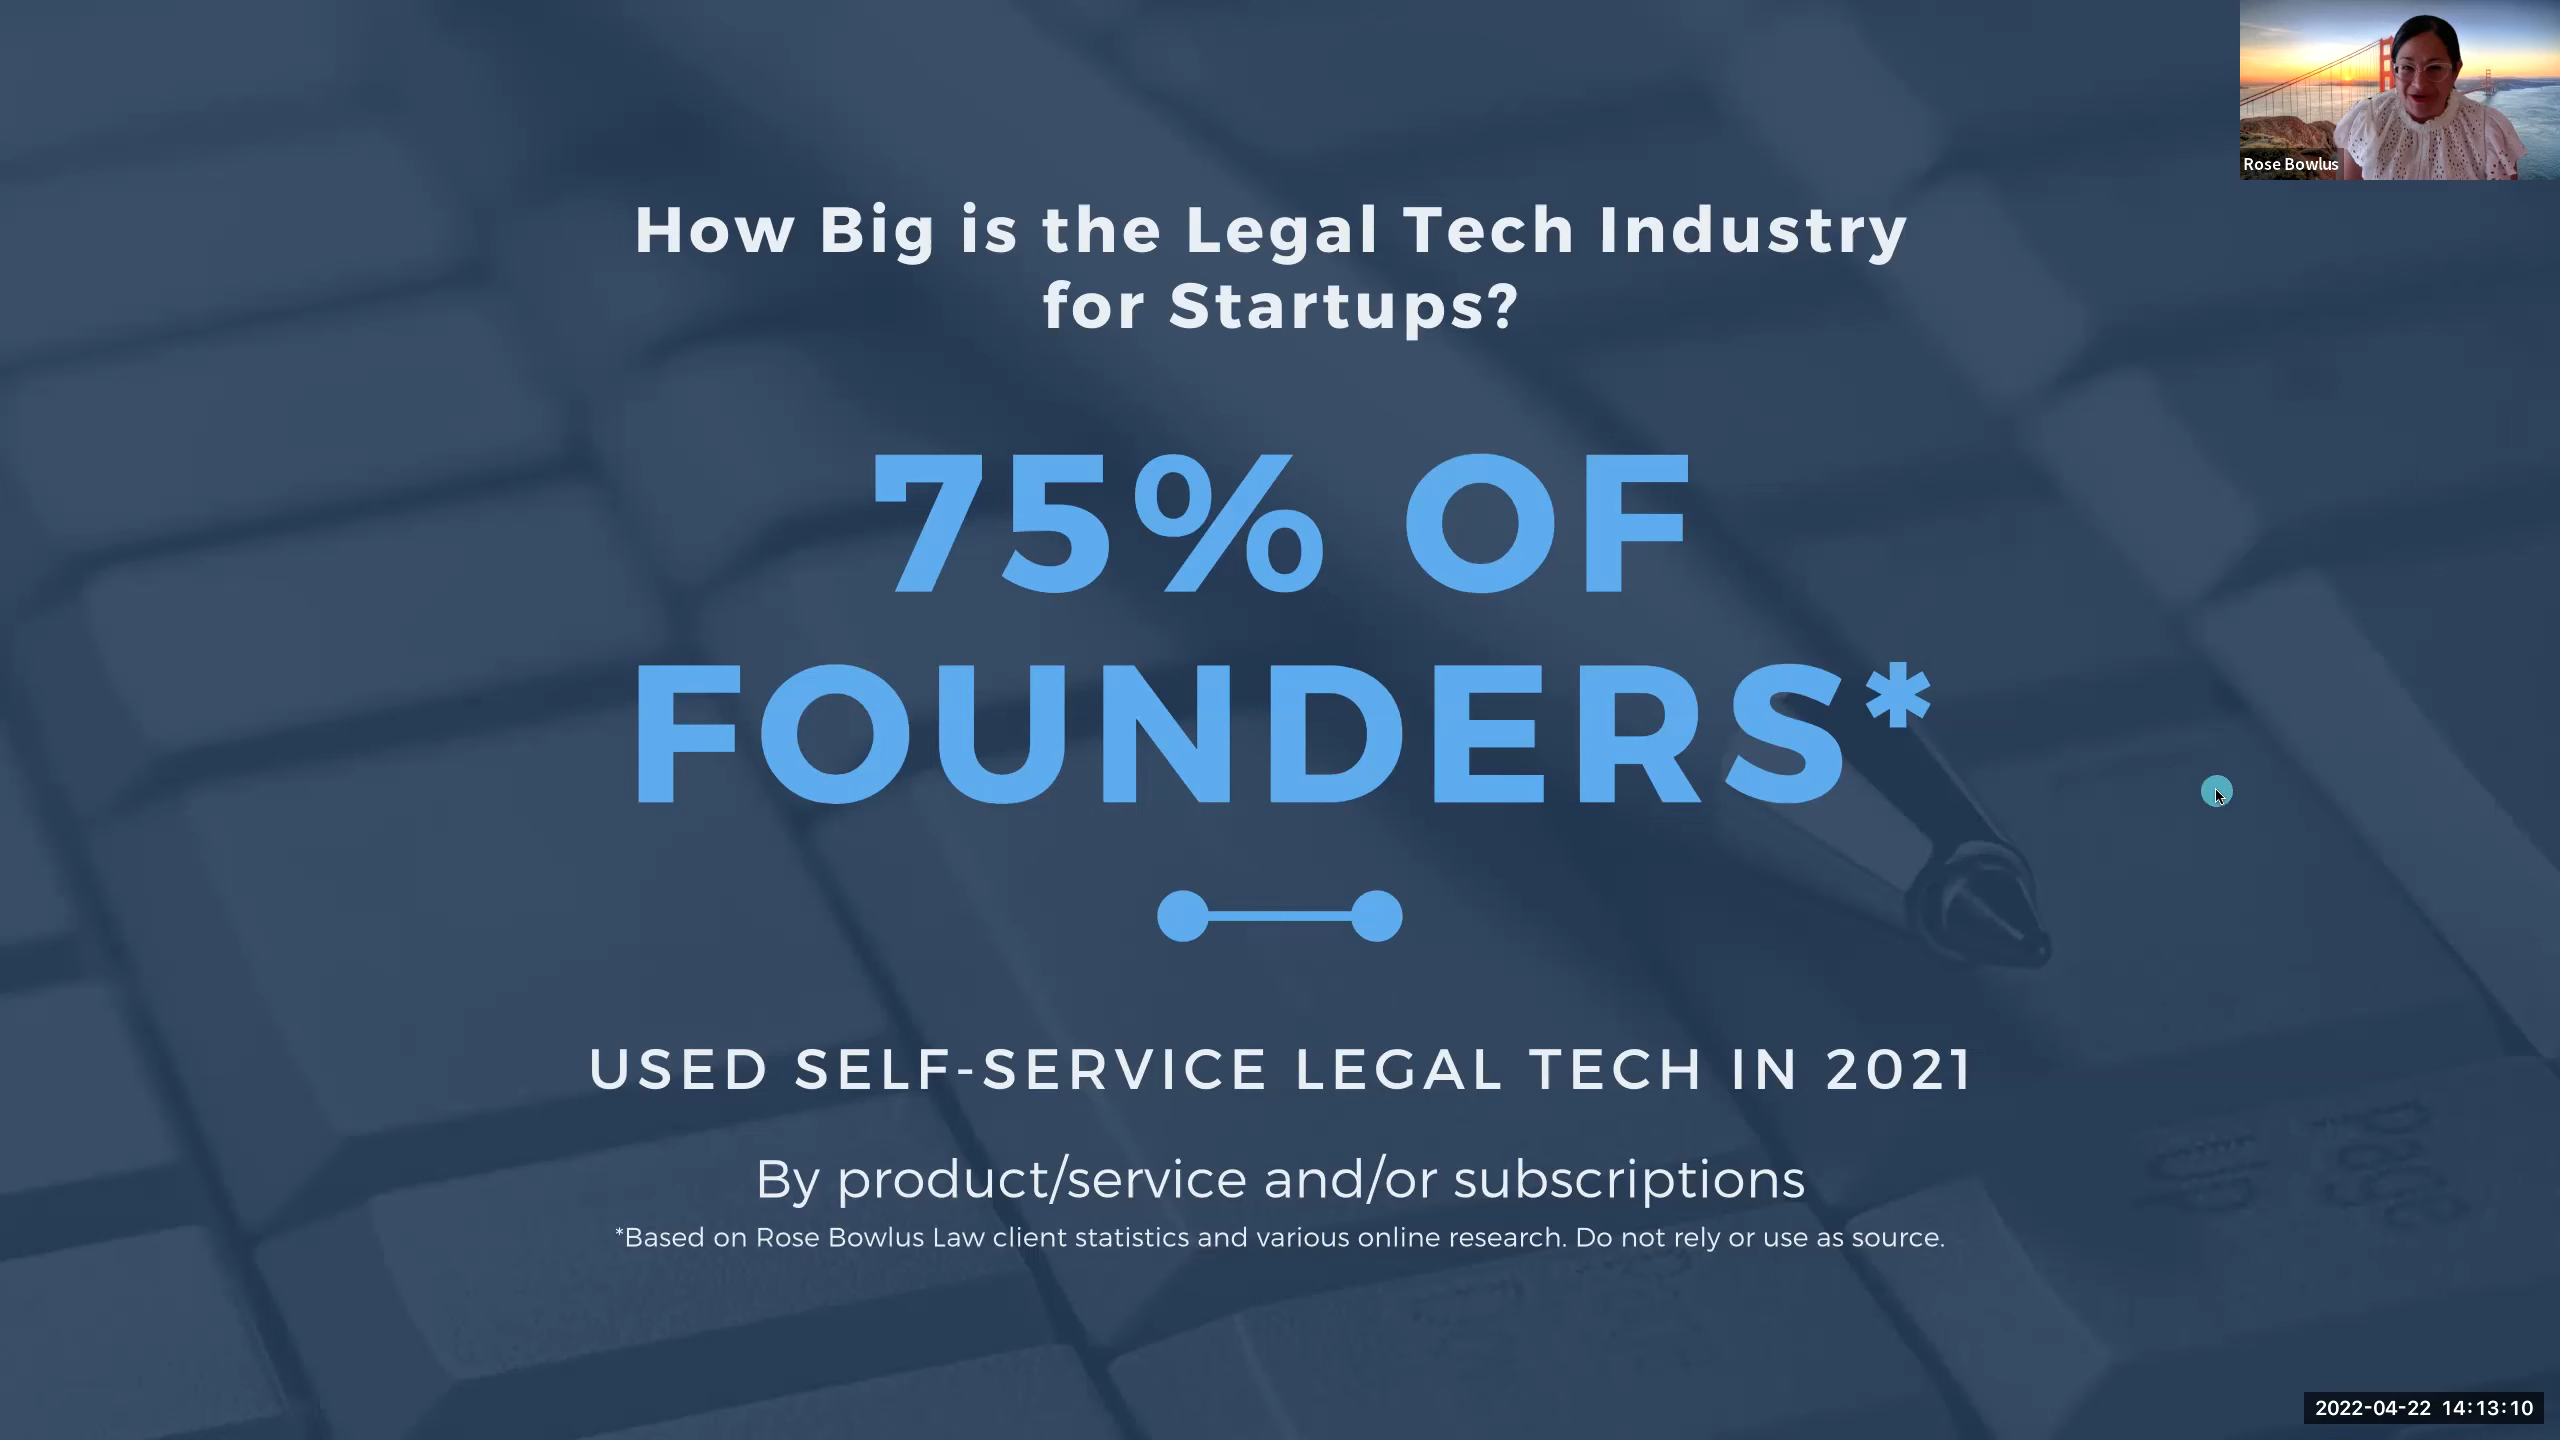 Rose Bowlus
How Big is the Legal Tech Industry
for Startups?
75% OF
FOUNDERS*
USED SELF-SERVICE LEGAL TECH IN 2021
By product/service and/or subscriptions
*Based on Rose Bowlus Law client statistics and various online research. Do not rely or use as source.
2022-04-22 14:13:10